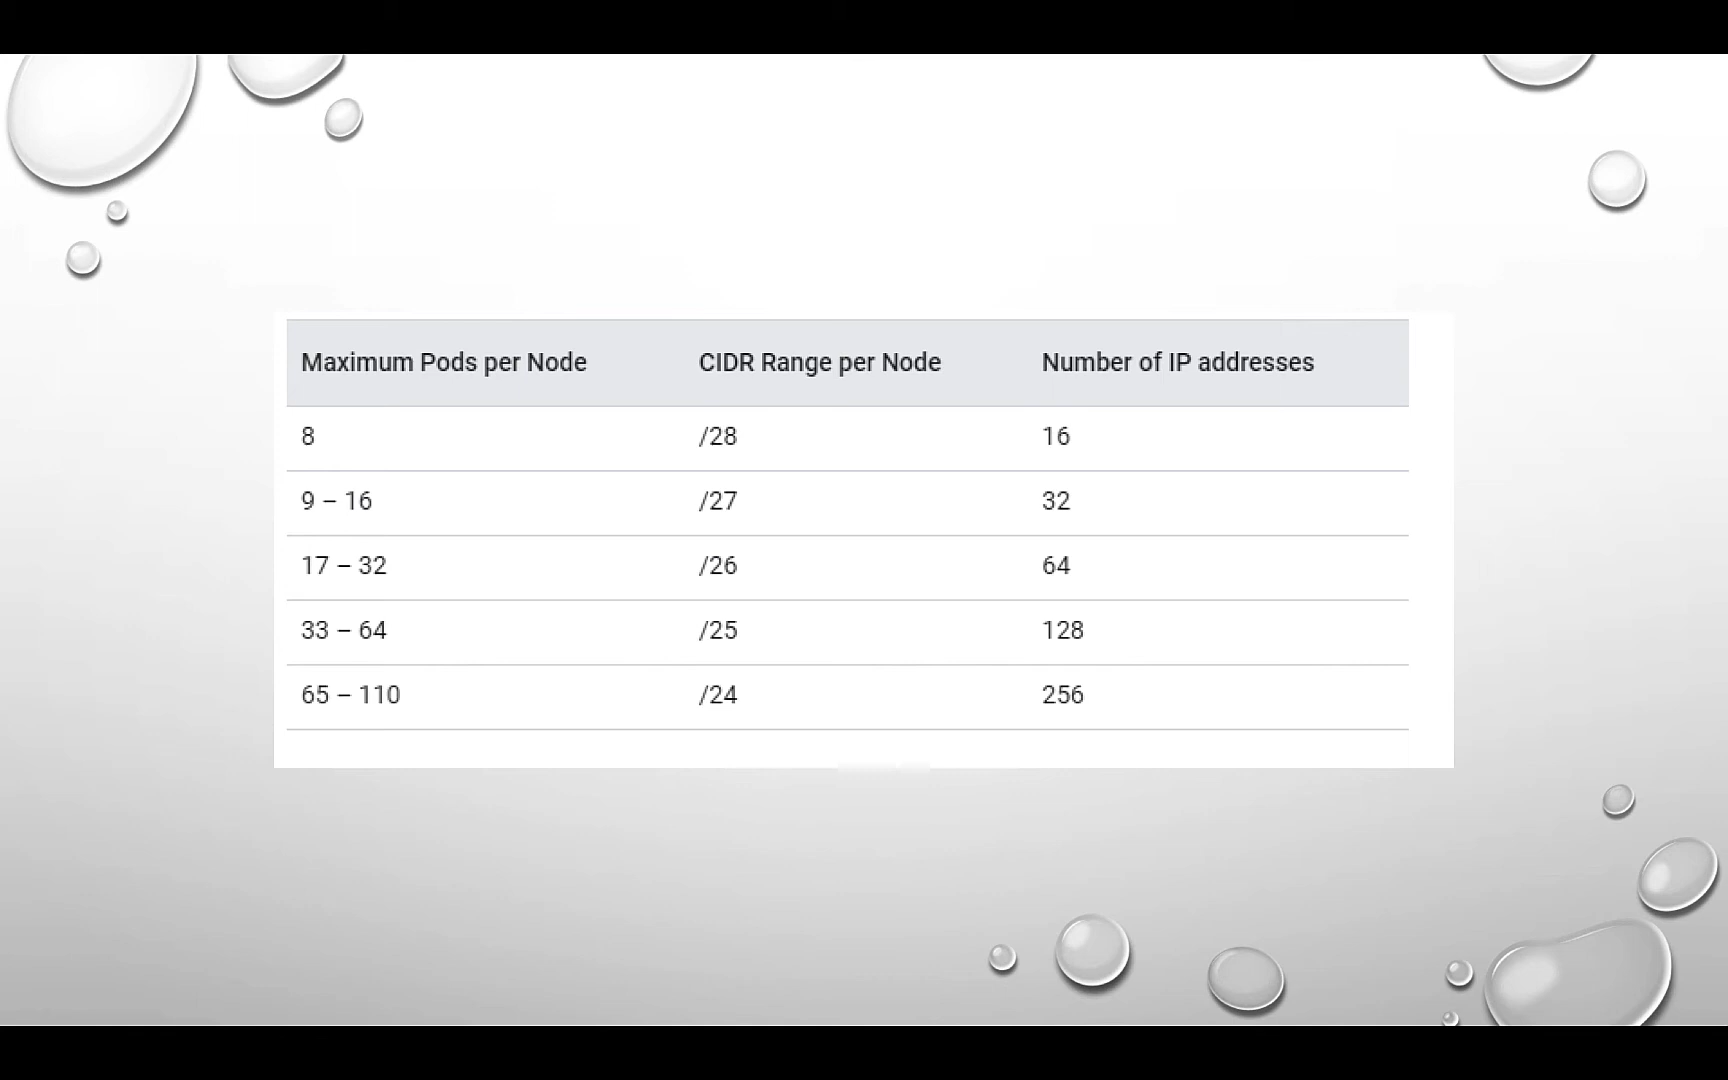 Maximum Pods per Node CIDR Range per Node Number of IP addresses
8 /28 16
9 – 16 /27 32
17 – 32 /26 64
33 – 64 /25 128
65 – 110 /24 256